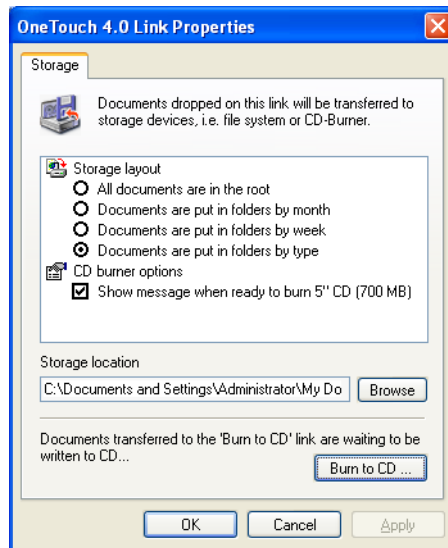 OneTouch 4.0 Link Properties
Storage
Documents dropped on this link will be transferred to
storage devices, i.e. file system or CD-Burner.
Storage layout
All documents are in the root
Documents are put in folders by month
Documents are put in folders by week
Documents are put in folders by type
CD burner options
Show message when ready to burn 5" CD (700 MB)
Storage location
C:\Documents and Settings\Administrator\My Do
Browse
Documents transferred to the 'Burn to CD' link are waiting to be
written to CD...
Burn to CD ...
OK
Cancel
Apply